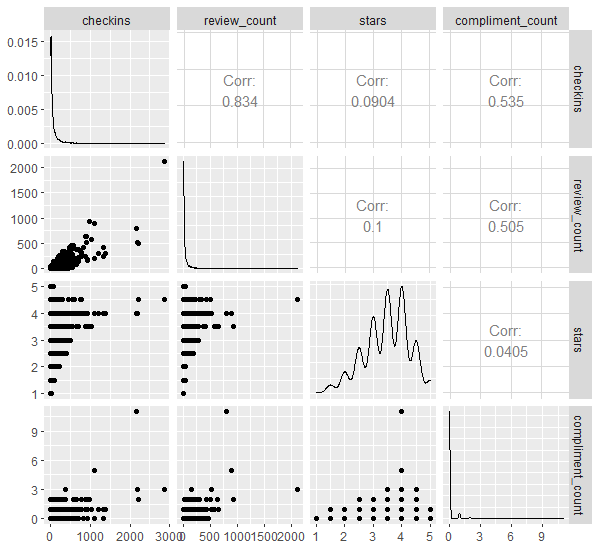 checkins review_count stars compliment_count
0.015
0.010
0.005
0.000
Corr:
0.834
Corr:
0.0904
Corr:
0.535
checkins
2000
1500
1000
500
0
Corr:
0.1
Corr:
0.505
review_count
5
4
3
2
1
Corr:
0.0405
stars
9
6
3
0
compliment_count
0 1000 2000 3000 0 500 1000 1500 2000 1 2 3 4 5 0 3 6 9